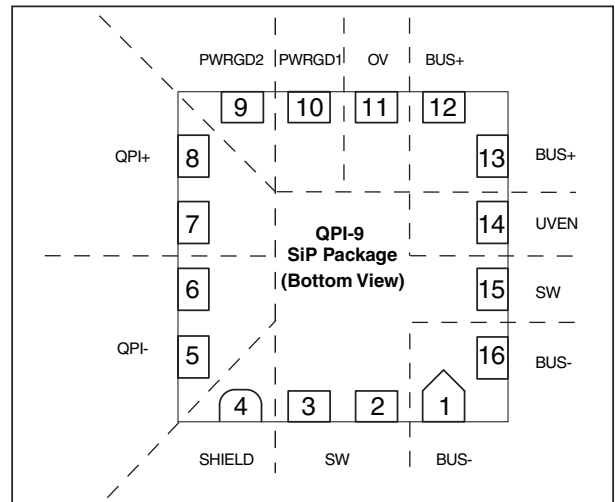 PWRGD2 PWRGD1 OV BUS+
9 10 11 12
QPI+ 8 13 BUS+
7 14 UVEN
QPI-9
SiP Package
(Bottom View)
6 15 SW
QPI- 5 16 BUS-
4 3 2 1
SHIELD SW BUS-